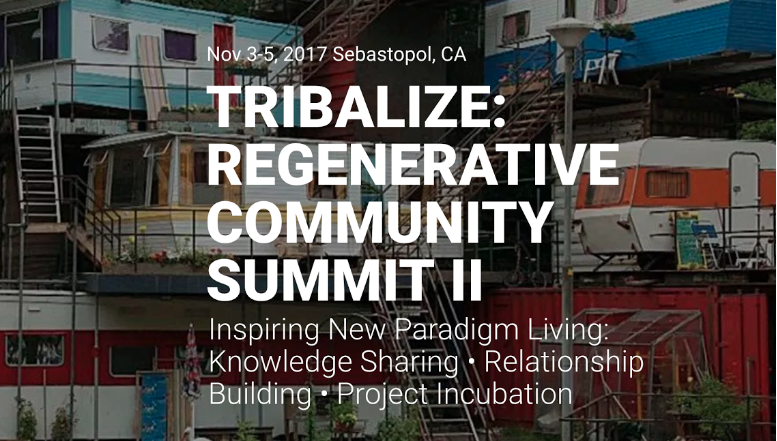 Nov 3-5, 2017 Sebastopol, CA
TRIBALIZE:
REGENERATIVE
COMMUNITY
SUMMIT II
Inspiring New Paradigm Living:
Knowledge Sharing • Relationship
Building • Project Incubation